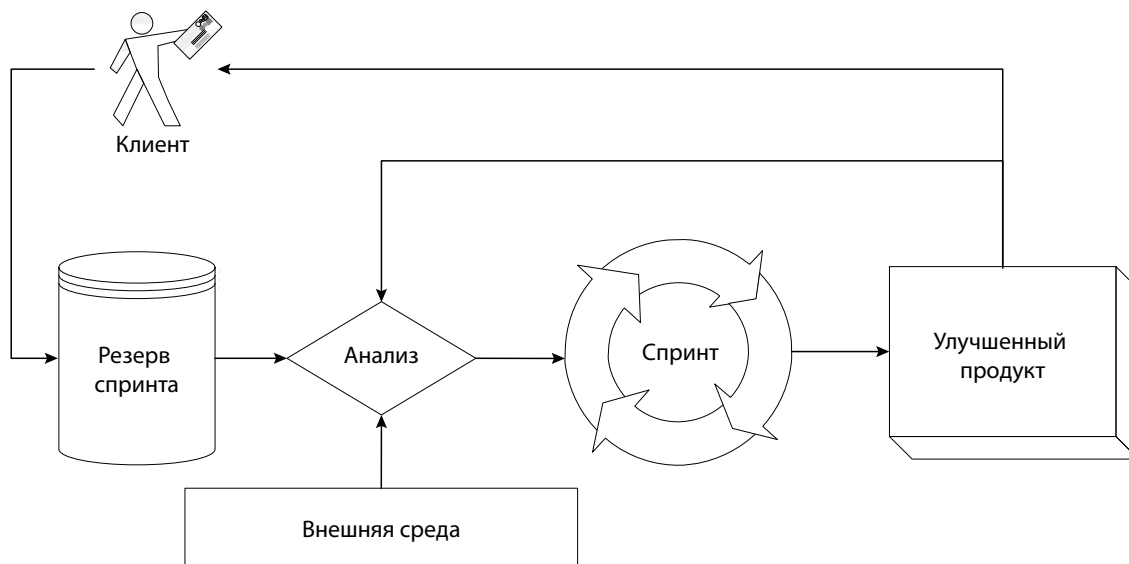 Клиент
Резерв
спринта
Анализ
Спринт
Улучшенный
продукт
Внешняя среда